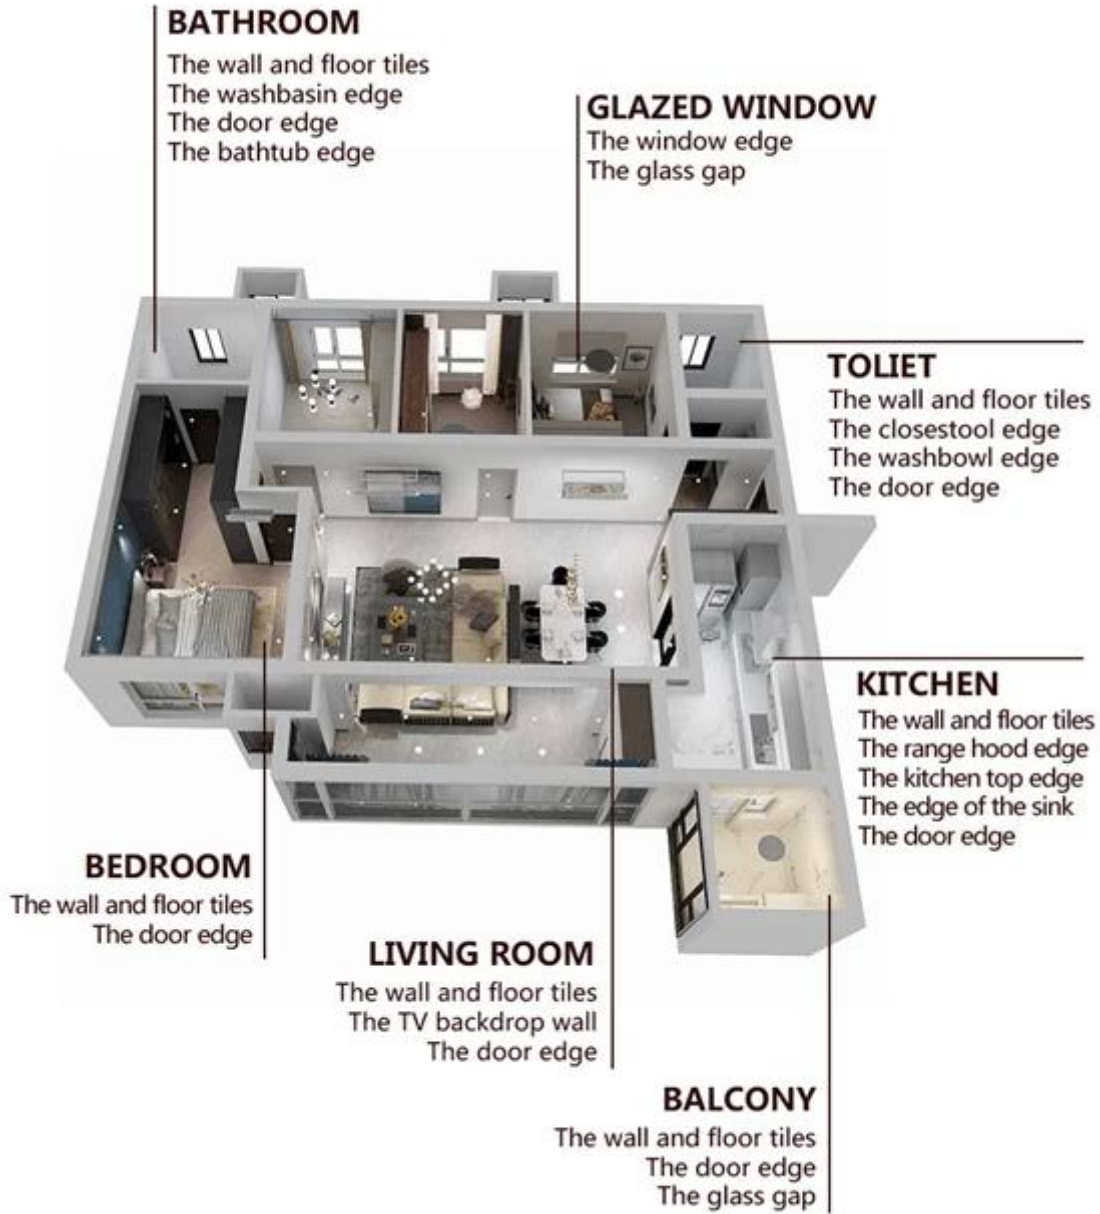 BATHROOM
The wall and floor tiles
The washbasin edge
The door edge
The bathtub edge
GLAZED WINDOW
The window edge
The glass gap
TOLIET
The wall and floor tiles
The closestool edge
The washbowl edge
The door edge
KITCHEN
The wall and floor tiles
The range hood edge
The kitchen top edge
The edge of the sink
The door edge
BEDROOM
The wall and floor tiles
The door edge
LIVING ROOM
The wall and floor tiles
The TV backdrop wall
The door edge
BALCONY
The wall and floor tiles
The door edge
The glass gap